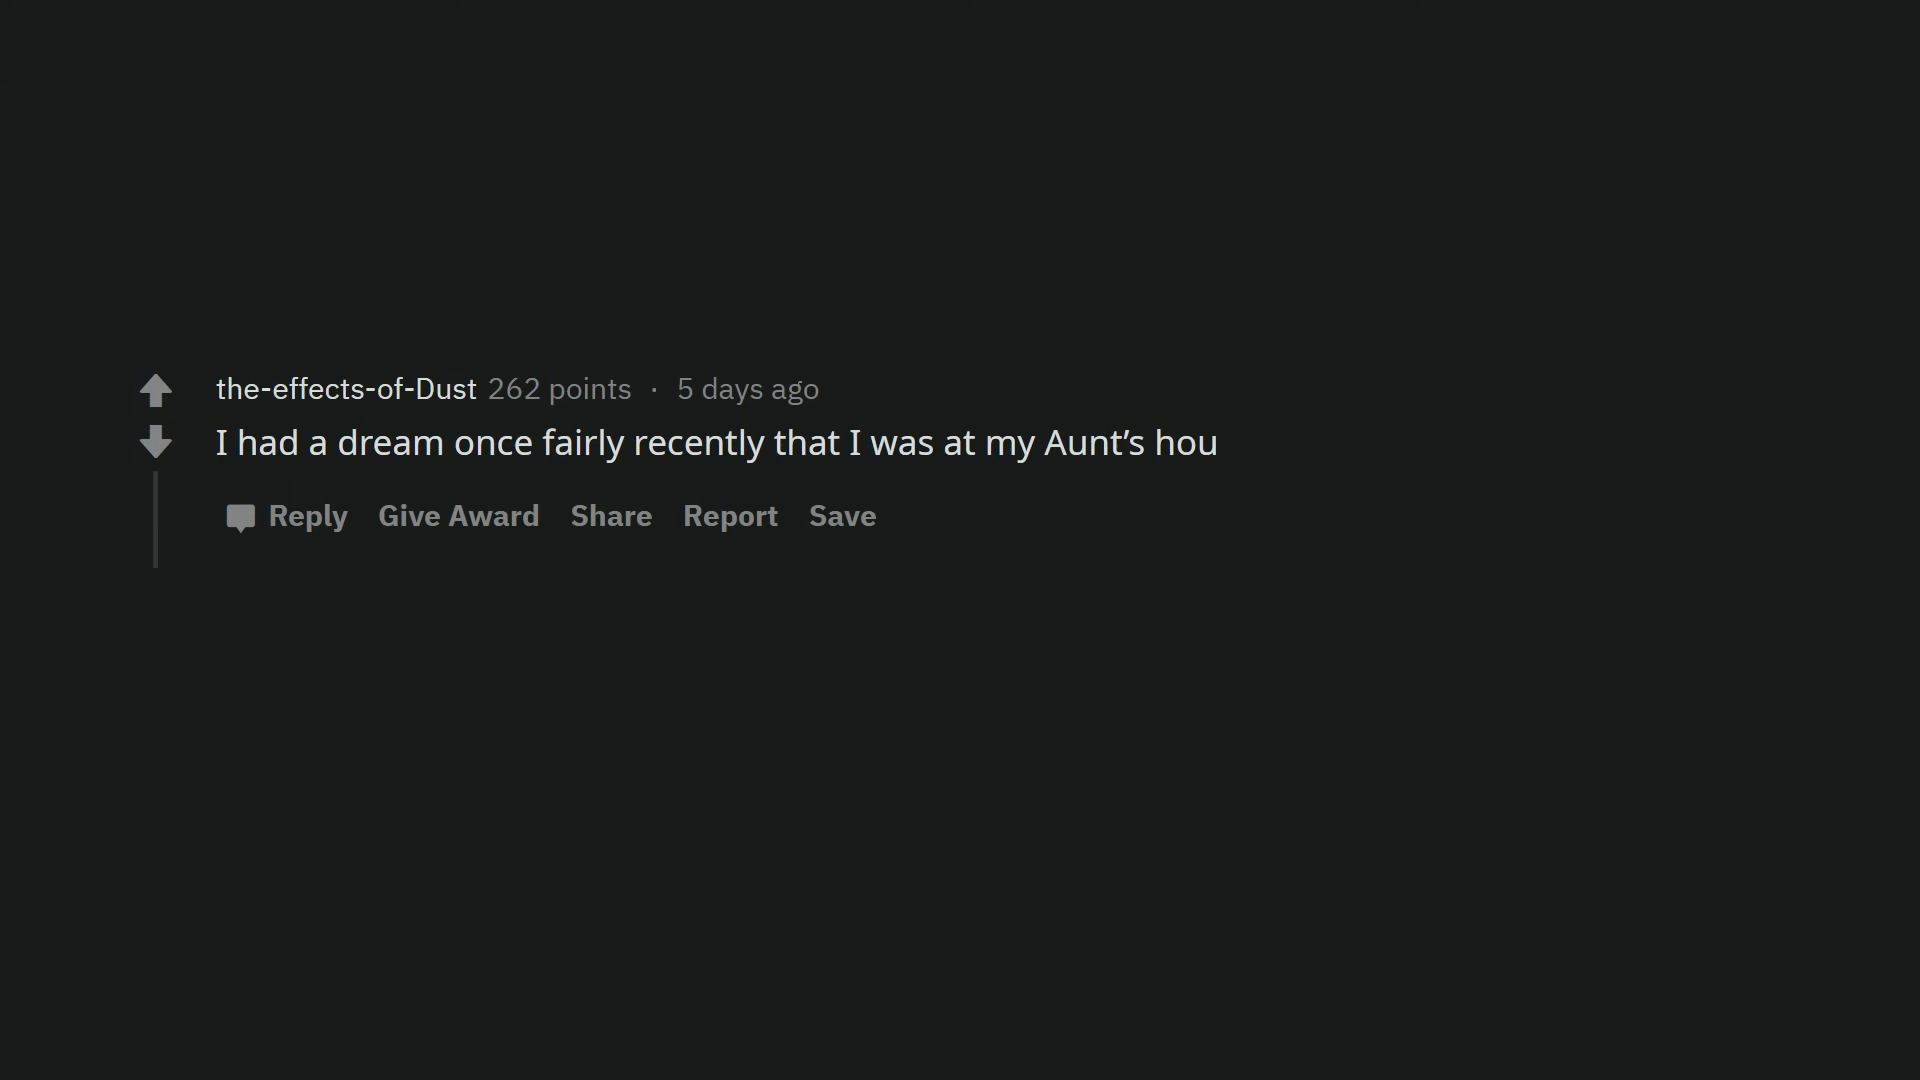 the-effects-of-Dust 262 points · 5 days ago
I had a dream once fairly recently that I was at my Aunt’s hou
Reply Give Award Share Report Save